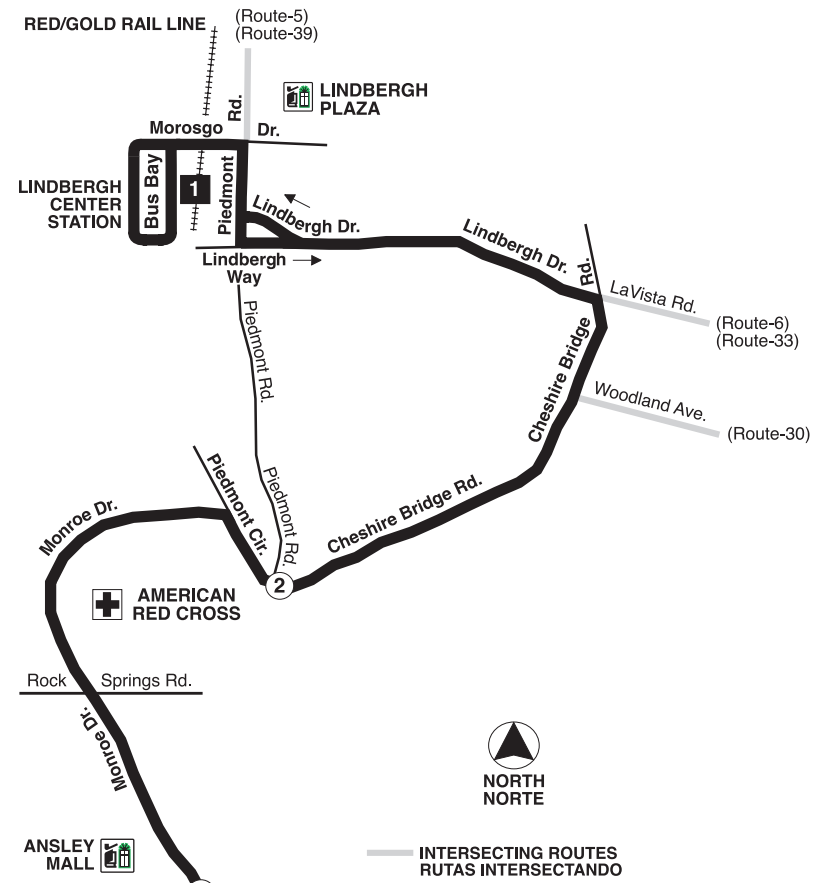 RED/GOLD RAIL LINE
(Route-5)
(Route-39)
Rd.
LINDBERGH
PLAZA
Morosgo Dr.
LINDBERGH
CENTER
STATION
Bus Bay
1
Piedmont
Lindbergh Dr.
Lindbergh
Way
Lindbergh Dr.
Rd.
LaVista Rd.
(Route-6)
(Route-33)
Cheshire Bridge
Woodland Ave.
(Route-30)
Piedmont Rd.
Piedmont Rd.
Piedmont Cir.
Cheshire Bridge Rd.
Monroe Dr.
2
AMERICAN
RED CROSS
Rock Springs Rd.
Monroe Dr.
NORTH
NORTE
ANSLEY
MALL
INTERSECTING ROUTES
RUTAS INTERSECTANDO